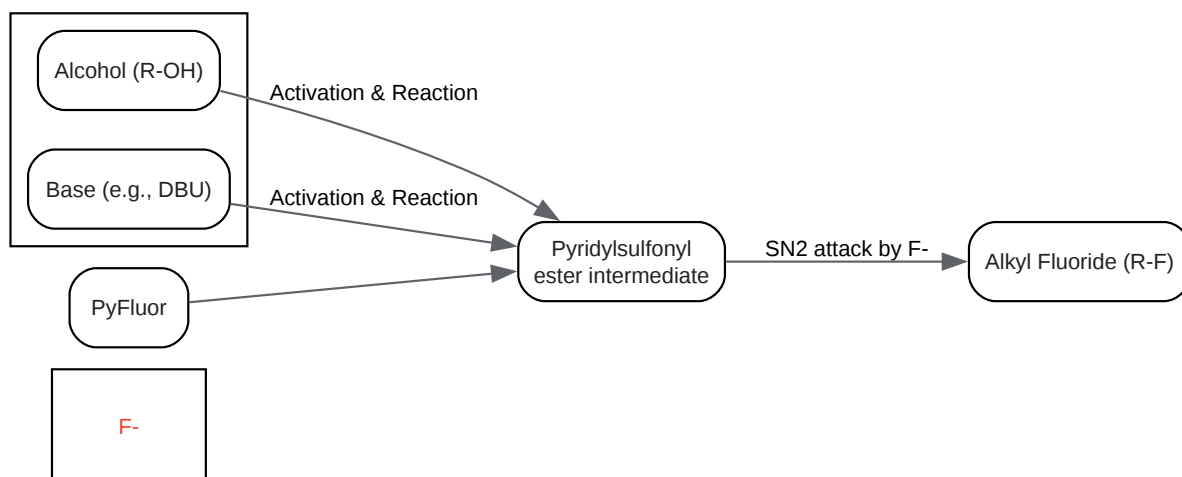 Alcohol (R-OH)
Activation & Reaction
Base (e.g., DBU)
Activation & Reaction
Pyridylsulfonyl
ester intermediate
SN2 attack by F-
Alkyl Fluoride (R-F)
PyFluor
F-